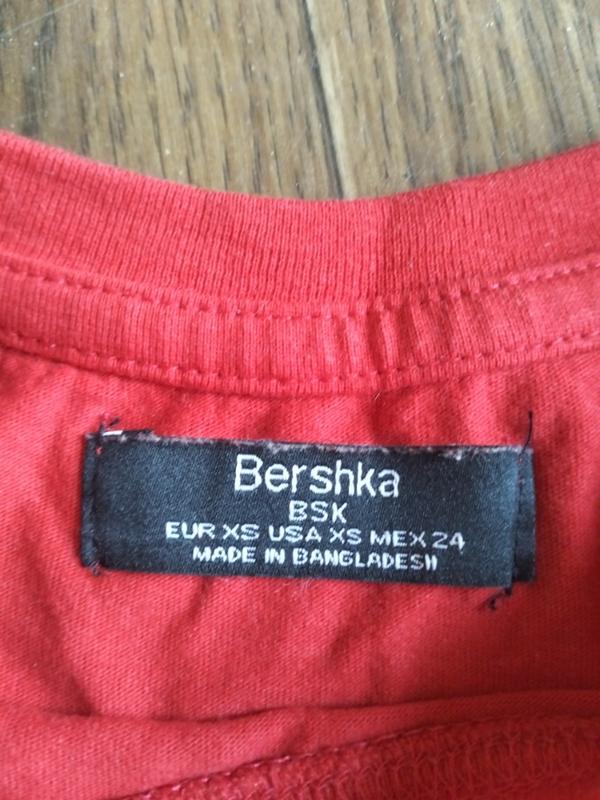 Bershka
BSK
EUR XS USA XS MEX 24
MADE IN BANGLADESH